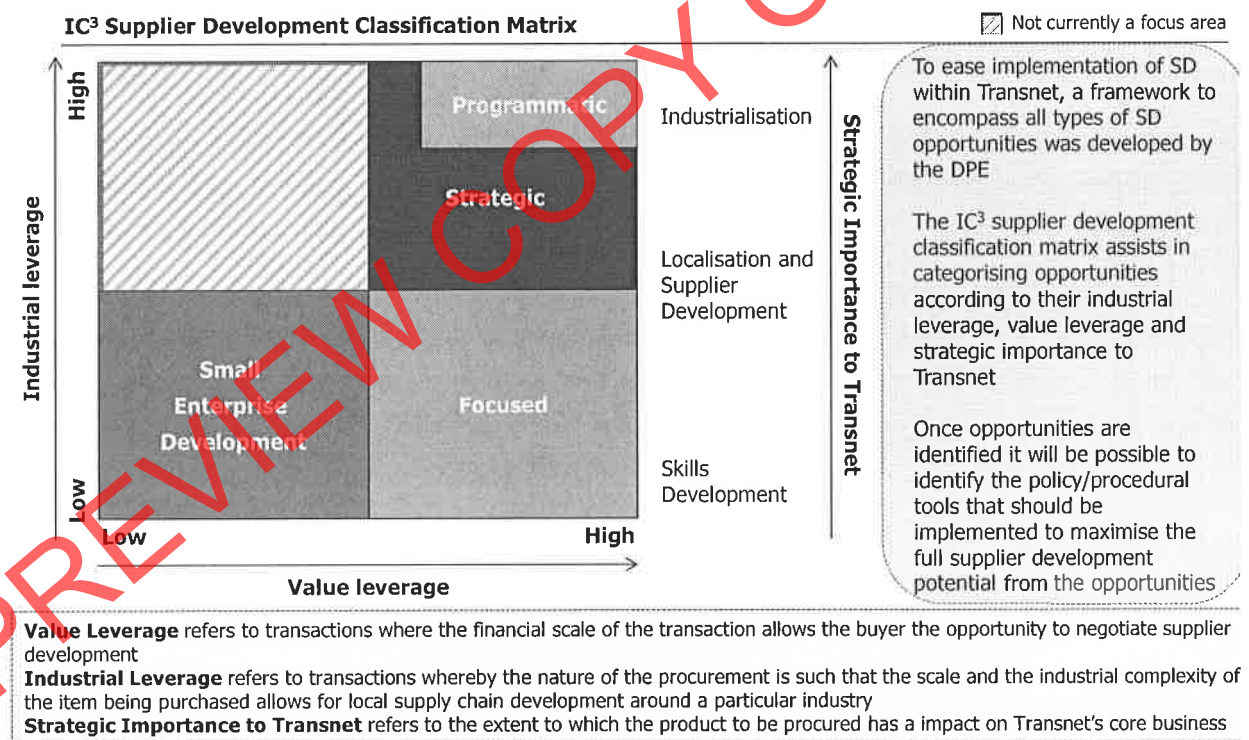 IC³ Supplier Development Classification Matrix
Not currently a focus area
High
Industrial leverage
Low
Programmatic
Strategic
Small
Enterprise
Development
Focused
Low
High
Value leverage
Industrialisation
Localisation and
Supplier
Development
Skills
Development
Strategic Importance to Transnet
To ease implementation of SD
within Transnet, a framework to
encompass all types of SD
opportunities was developed by
the DPE
The IC³ supplier development
classification matrix assists in
categorising opportunities
according to their industrial
leverage, value leverage and
strategic importance to
Transnet
Once opportunities are
identified it will be possible to
identify the policy/procedural
tools that should be
implemented to maximise the
full supplier development
potential from the opportunities
Value Leverage refers to transactions where the financial scale of the transaction allows the buyer the opportunity to negotiate supplier
development
Industrial Leverage refers to transactions whereby the nature of the procurement is such that the scale and the industrial complexity of
the item being purchased allows for local supply chain development around a particular industry
Strategic Importance to Transnet refers to the extent to which the product to be procured has a impact on Transnet's core business
PREVIEW COPY